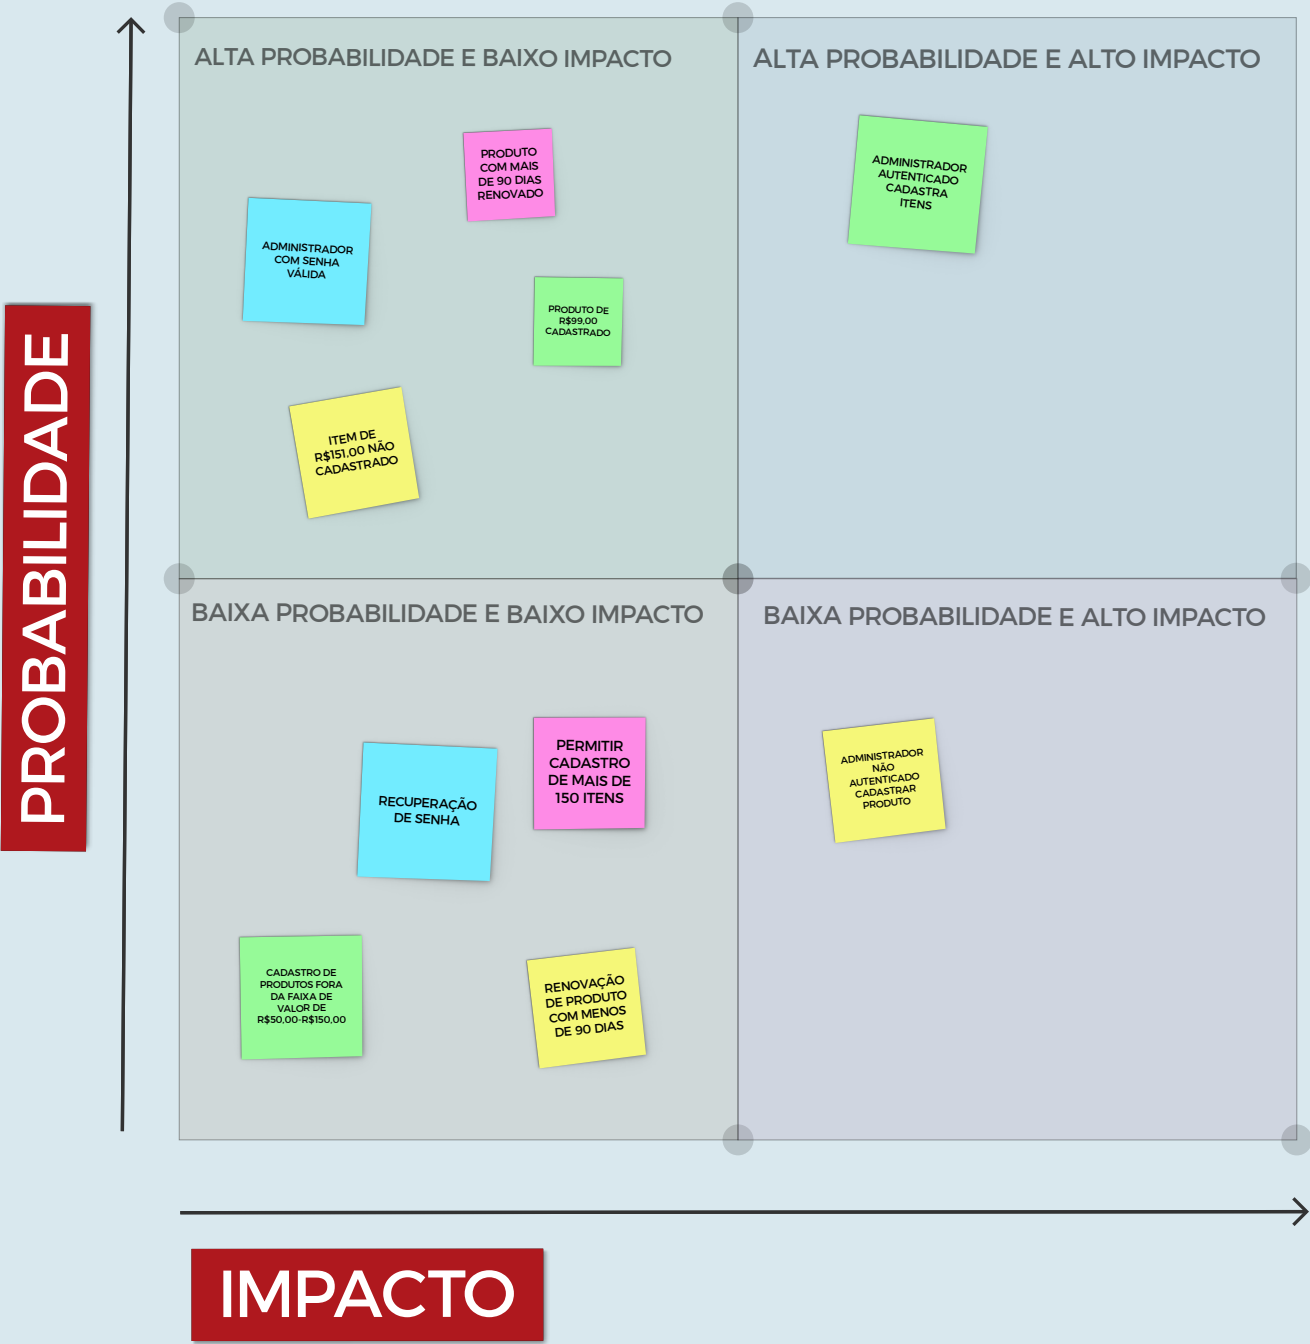 ALTA PROBABILIDADE E BAIXO IMPACTO
PRODUTO
COM MAIS
DE 90 DIAS
RENOVADO
ADMINISTRADOR
COM SENHA
VÁLIDA
PRODUTO DE
R$99,00
CADASTRADO
ITEM DE
R$151,00 NÃO
CADASTRADO
ALTA PROBABILIDADE E ALTO IMPACTO
ADMINISTRADOR
AUTENTICADO
CADASTRA
ITENS
PROBABILIDADE
BAIXA PROBABILIDADE E BAIXO IMPACTO
RECUPERAÇÃO
DE SENHA
PERMITIR
CADASTRO
DE MAIS DE
150 ITENS
CADASTRO DE
PRODUTOS FORA
DA FAIXA DE
VALOR DE
R$50,00-R$150,00
RENOVAÇÃO
DE PRODUTO
COM MENOS
DE 90 DIAS
BAIXA PROBABILIDADE E ALTO IMPACTO
ADMINISTRADOR
NÃO
AUTENTICADO
CADASTRAR
PRODUTO
IMPACTO